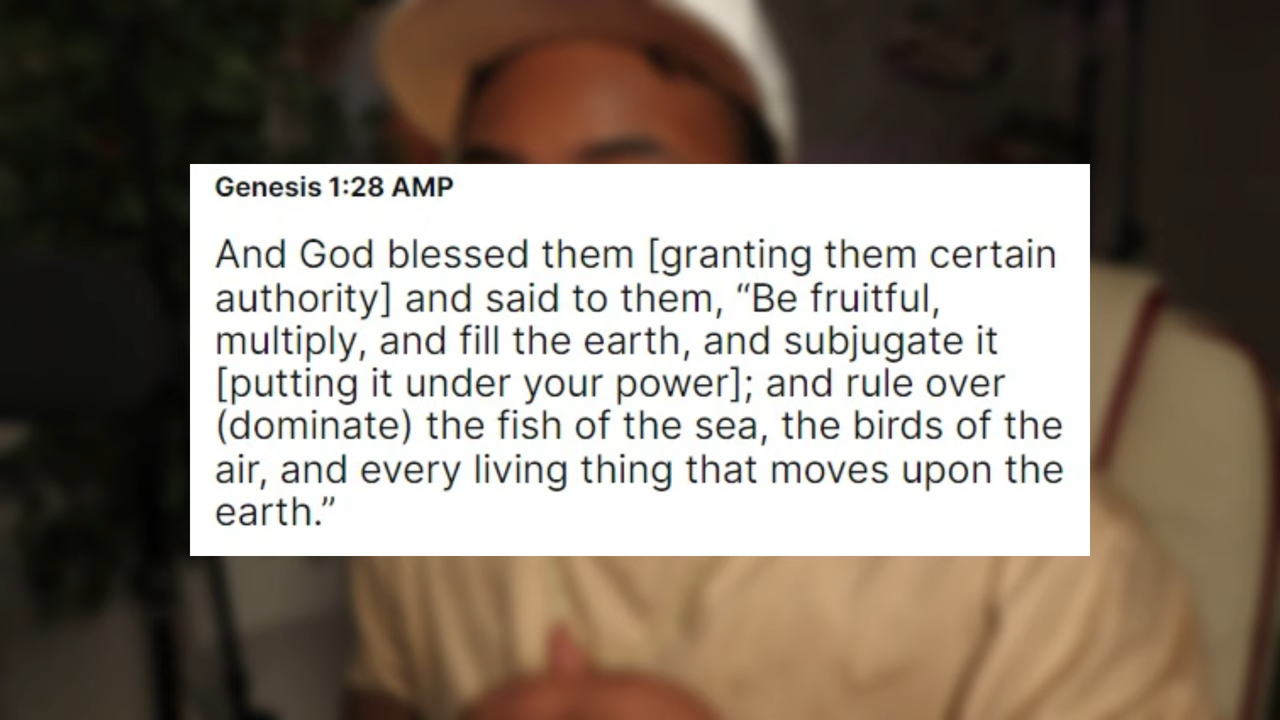 Genesis 1:28 AMP
And God blessed them [granting them certain
authority] and said to them, “Be fruitful,
multiply, and fill the earth, and subjugate it
[putting it under your power]; and rule over
(dominate) the fish of the sea, the birds of the
air, and every living thing that moves upon the
earth.”